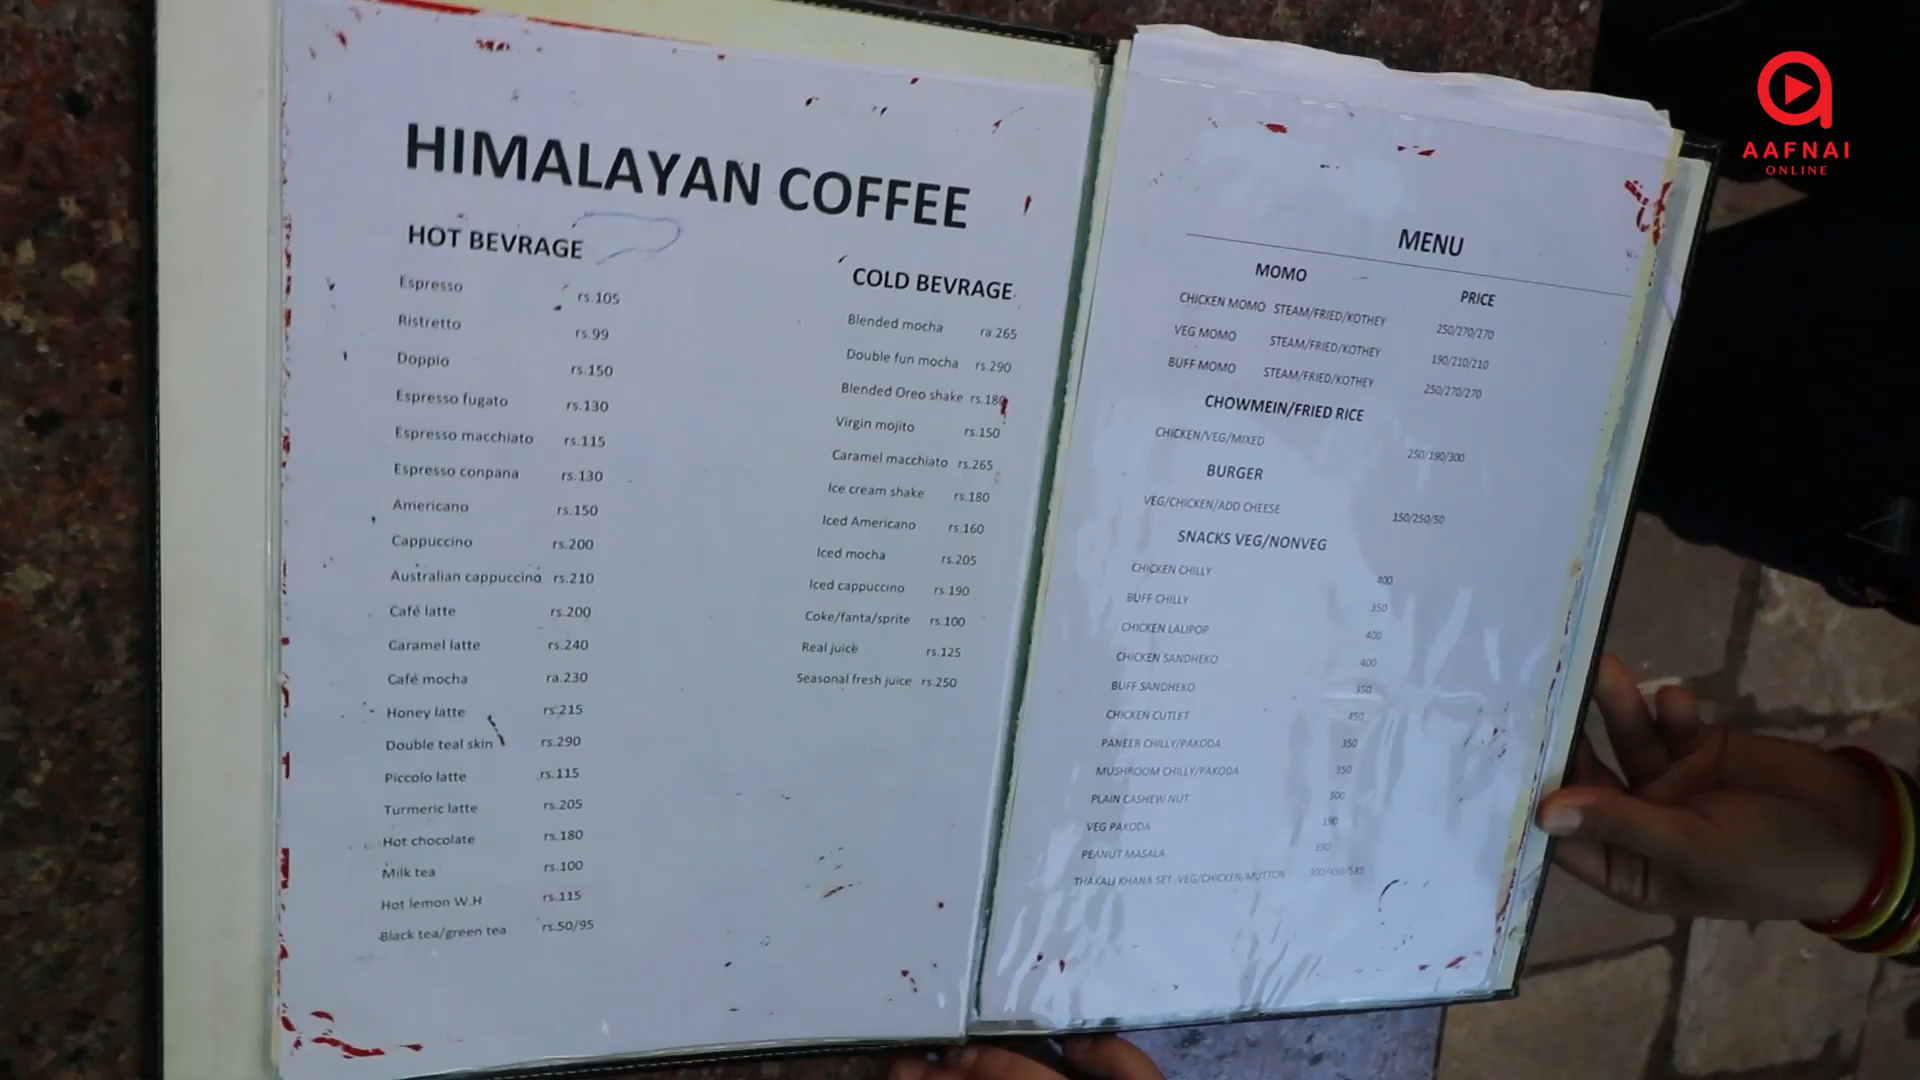 HIMALAYAN COFFEE
HOT BEVRAGE
Espresso rs.105
Ristretto rs.99
Doppio rs.150
Espresso fugato rs.130
Espresso macchiato rs.115
Espresso conpana rs.130
Americano rs.150
Cappuccino rs.200
Australian cappuccino rs.210
Café latte rs.200
Caramel latte rs.240
Café mocha ra.230
Honey latte rs.215
Double teal skin rs.290
Piccolo latte rs.115
Turmeric latte rs.205
Hot chocolate rs.180
Milk tea rs.100
Hot lemon W.H rs.115
Black tea/green tea rs.50/95
COLD BEVRAGE
Blended mocha ra.265
Double fun mocha rs.290
Blended Oreo shake rs.180
Virgin mojito rs.150
Caramel macchiato rs.265
Ice cream shake rs.180
Iced Americano rs.160
Iced mocha rs.205
Iced cappuccino rs.190
Coke/fanta/sprite rs.100
Real juice rs.125
Seasonal fresh juice rs.250
MENU
MOMO PRICE
CHICKEN MOMO STEAM/FRIED/KOTHEY 250/270/270
VEG MOMO STEAM/FRIED/KOTHEY 190/210/210
BUFF MOMO STEAM/FRIED/KOTHEY 250/270/270
CHOWMEIN/FRIED RICE
CHICKEN/VEG/MIXED 250/190/300
BURGER
VEG/CHICKEN/ADD CHEESE 150/250/50
SNACKS VEG/NONVEG
CHICKEN CHILLY 400
BUFF CHILLY 350
CHICKEN LALIPOP 400
CHICKEN SANDHEKO 400
BUFF SANDHEKO 350
CHICKEN CUTLET 450
PANEER CHILLY/PAKODA 350
MUSHROOM CHILLY/PAKODA 350
PLAIN CASHEW NUT 500
VEG PAKODA 190
PEANUT MASALA 190
THAKALI KHANA SET -VEG/CHICKEN/MUTTON
AAFNAI
ONLINE